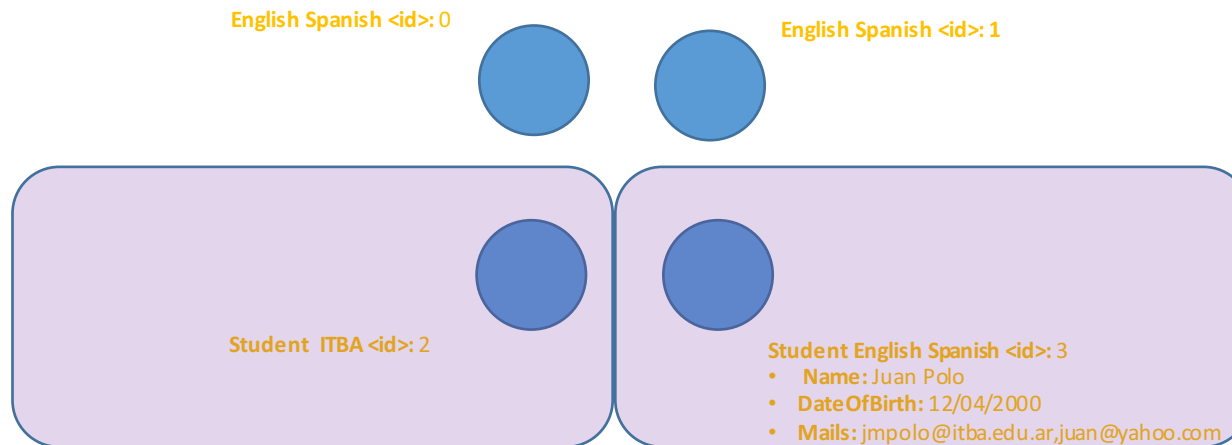 English Spanish <id>: 0
English Spanish <id>: 1
Student ITBA <id>: 2
Student English Spanish <id>: 3
• Name: Juan Polo
• DateOfBirth: 12/04/2000
• Mails: jmpolo@itba.edu.ar,juan@yahoo.com